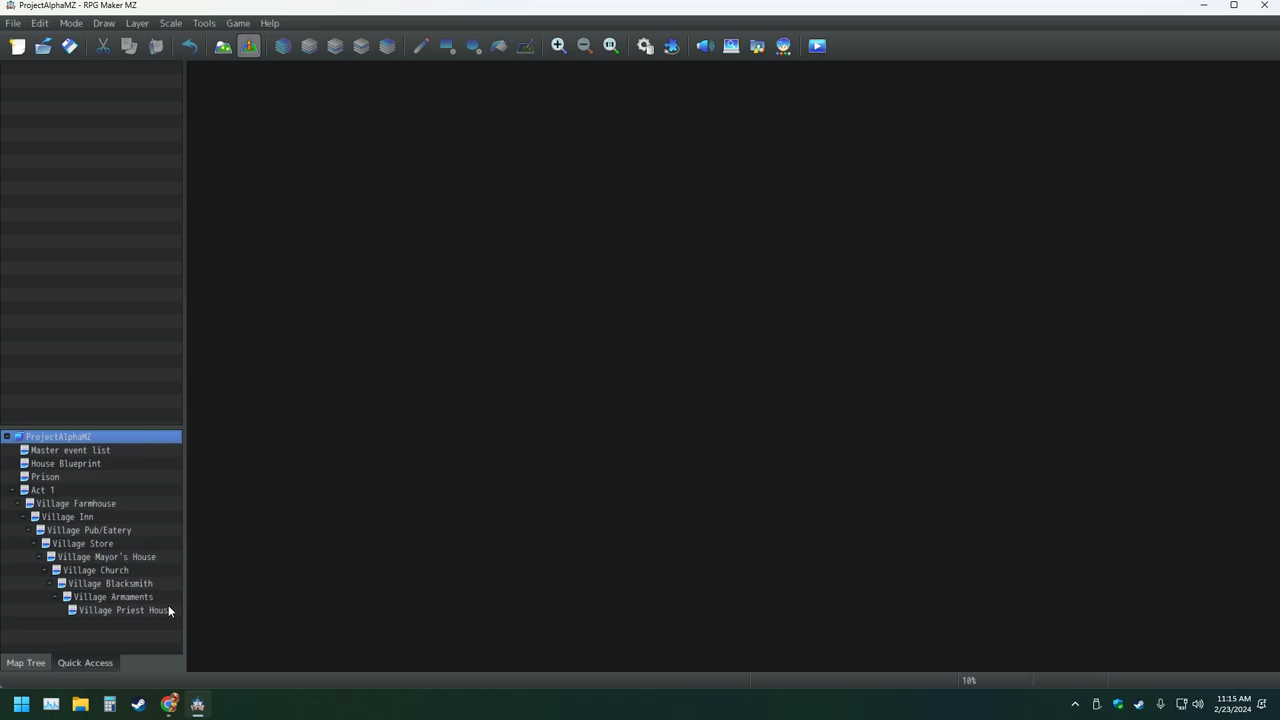 ProjectAlphaMZ - RPG Maker MZ
File Edit Mode Draw Layer Scale Tools Game Help
ProjectAlphaMZ
Master event list
House Blueprint
Prison
Act 1
Village Farmhouse
Village Inn
Village Pub/Eatery
Village Store
Village Mayor's House
Village Church
Village Blacksmith
Village Armaments
Village Priest House
Map Tree Quick Access
10%
11:15 AM
2/23/2024